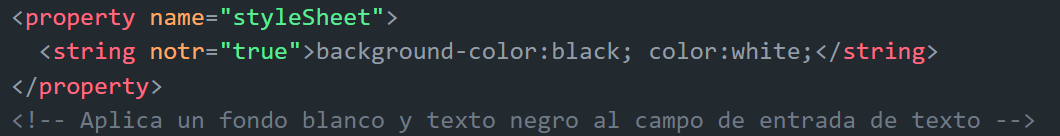 <property name="styleSheet">
  <string notr="true">background-color:black; color:white;</string>
</property>
<!-- Aplica un fondo blanco y texto negro al campo de entrada de texto -->